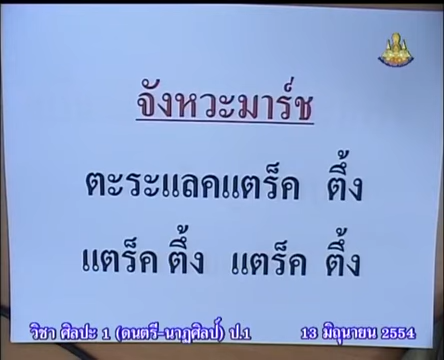 จังหวะมาร์ช
ตะระแลคแตร็ค ตึ้ง
แตร็ค ตึ้ง แตร็ค ตึ้ง
วิชา ศิลปะ 1 (ดนตรี-นาฏศิลป์) ป.1 13 มิถุนายน 2554